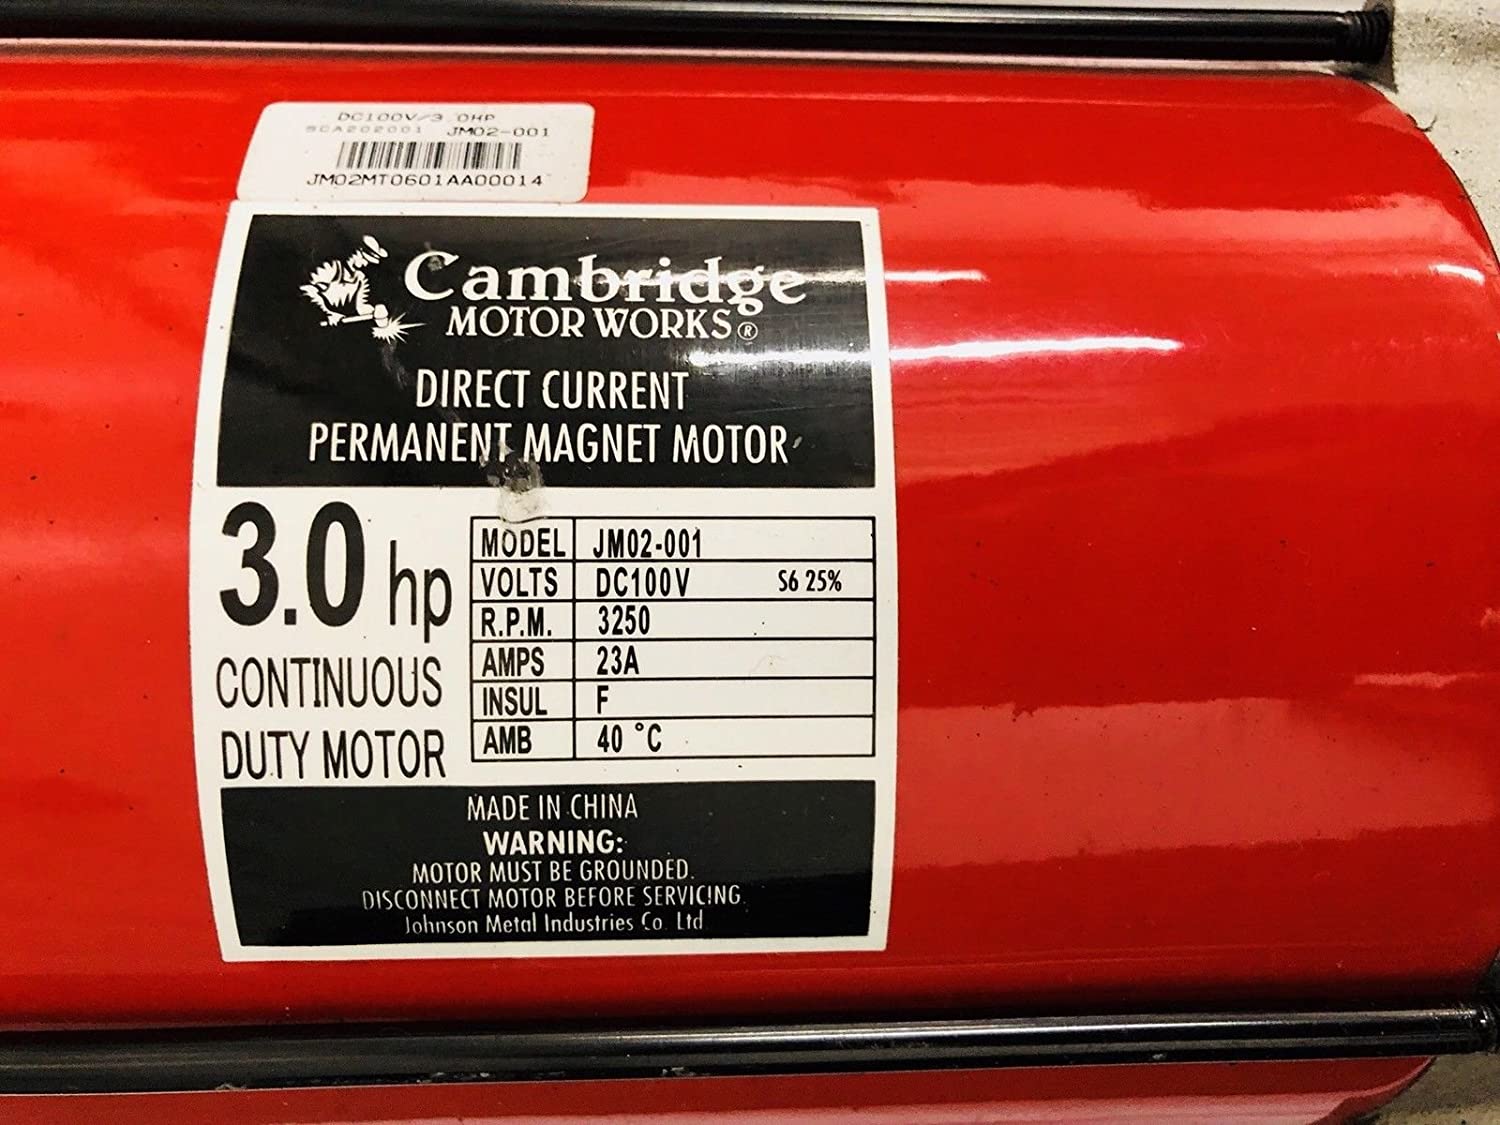 DC100V/3.0HP
SCA202001 JM02-001
JM02MT0601AA00014
Cambridge
MOTOR WORKS®
DIRECT CURRENT
PERMANENT MAGNET MOTOR
3.0 hp
CONTINUOUS
DUTY MOTOR
MODEL JM02-001
VOLTS DC100V S6 25%
R.P.M. 3250
AMPS 23A
INSUL F
AMB 40 °C
MADE IN CHINA
WARNING:
MOTOR MUST BE GROUNDED.
DISCONNECT MOTOR BEFORE SERVICING.
Johnson Metal Industries Co. Ltd